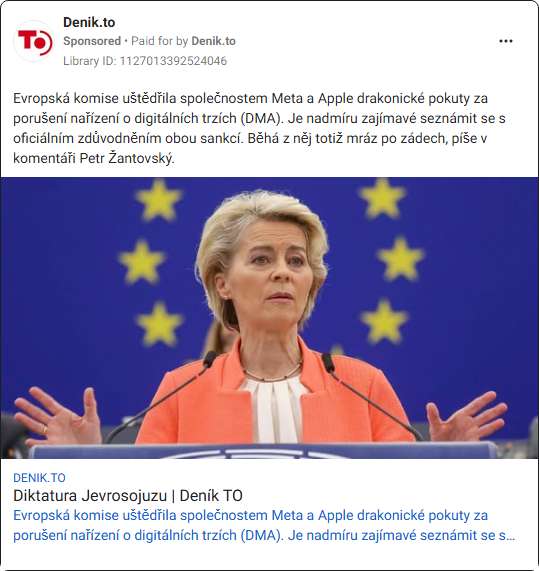 TO
Denik.to
Sponsored • Paid for by Denik.to
Library ID: 1127013392524046
Evropská komise uštědřila společnostem Meta a Apple drakonické pokuty za
porušení nařízení o digitálních trzích (DMA). Je nadmíru zajímavé seznámit se s
oficiálním zdůvodněním obou sankcí. Běhá z něj totiž mráz po zádech, píše v
komentáři Petr Žantovský.
DENIK.TO
Diktatura Jevrosojuzu | Deník TO
Evropská komise uštědřila společnostem Meta a Apple drakonické pokuty za
porušení nařízení o digitálních trzích (DMA). Je nadmíru zajímavé seznámit se s…